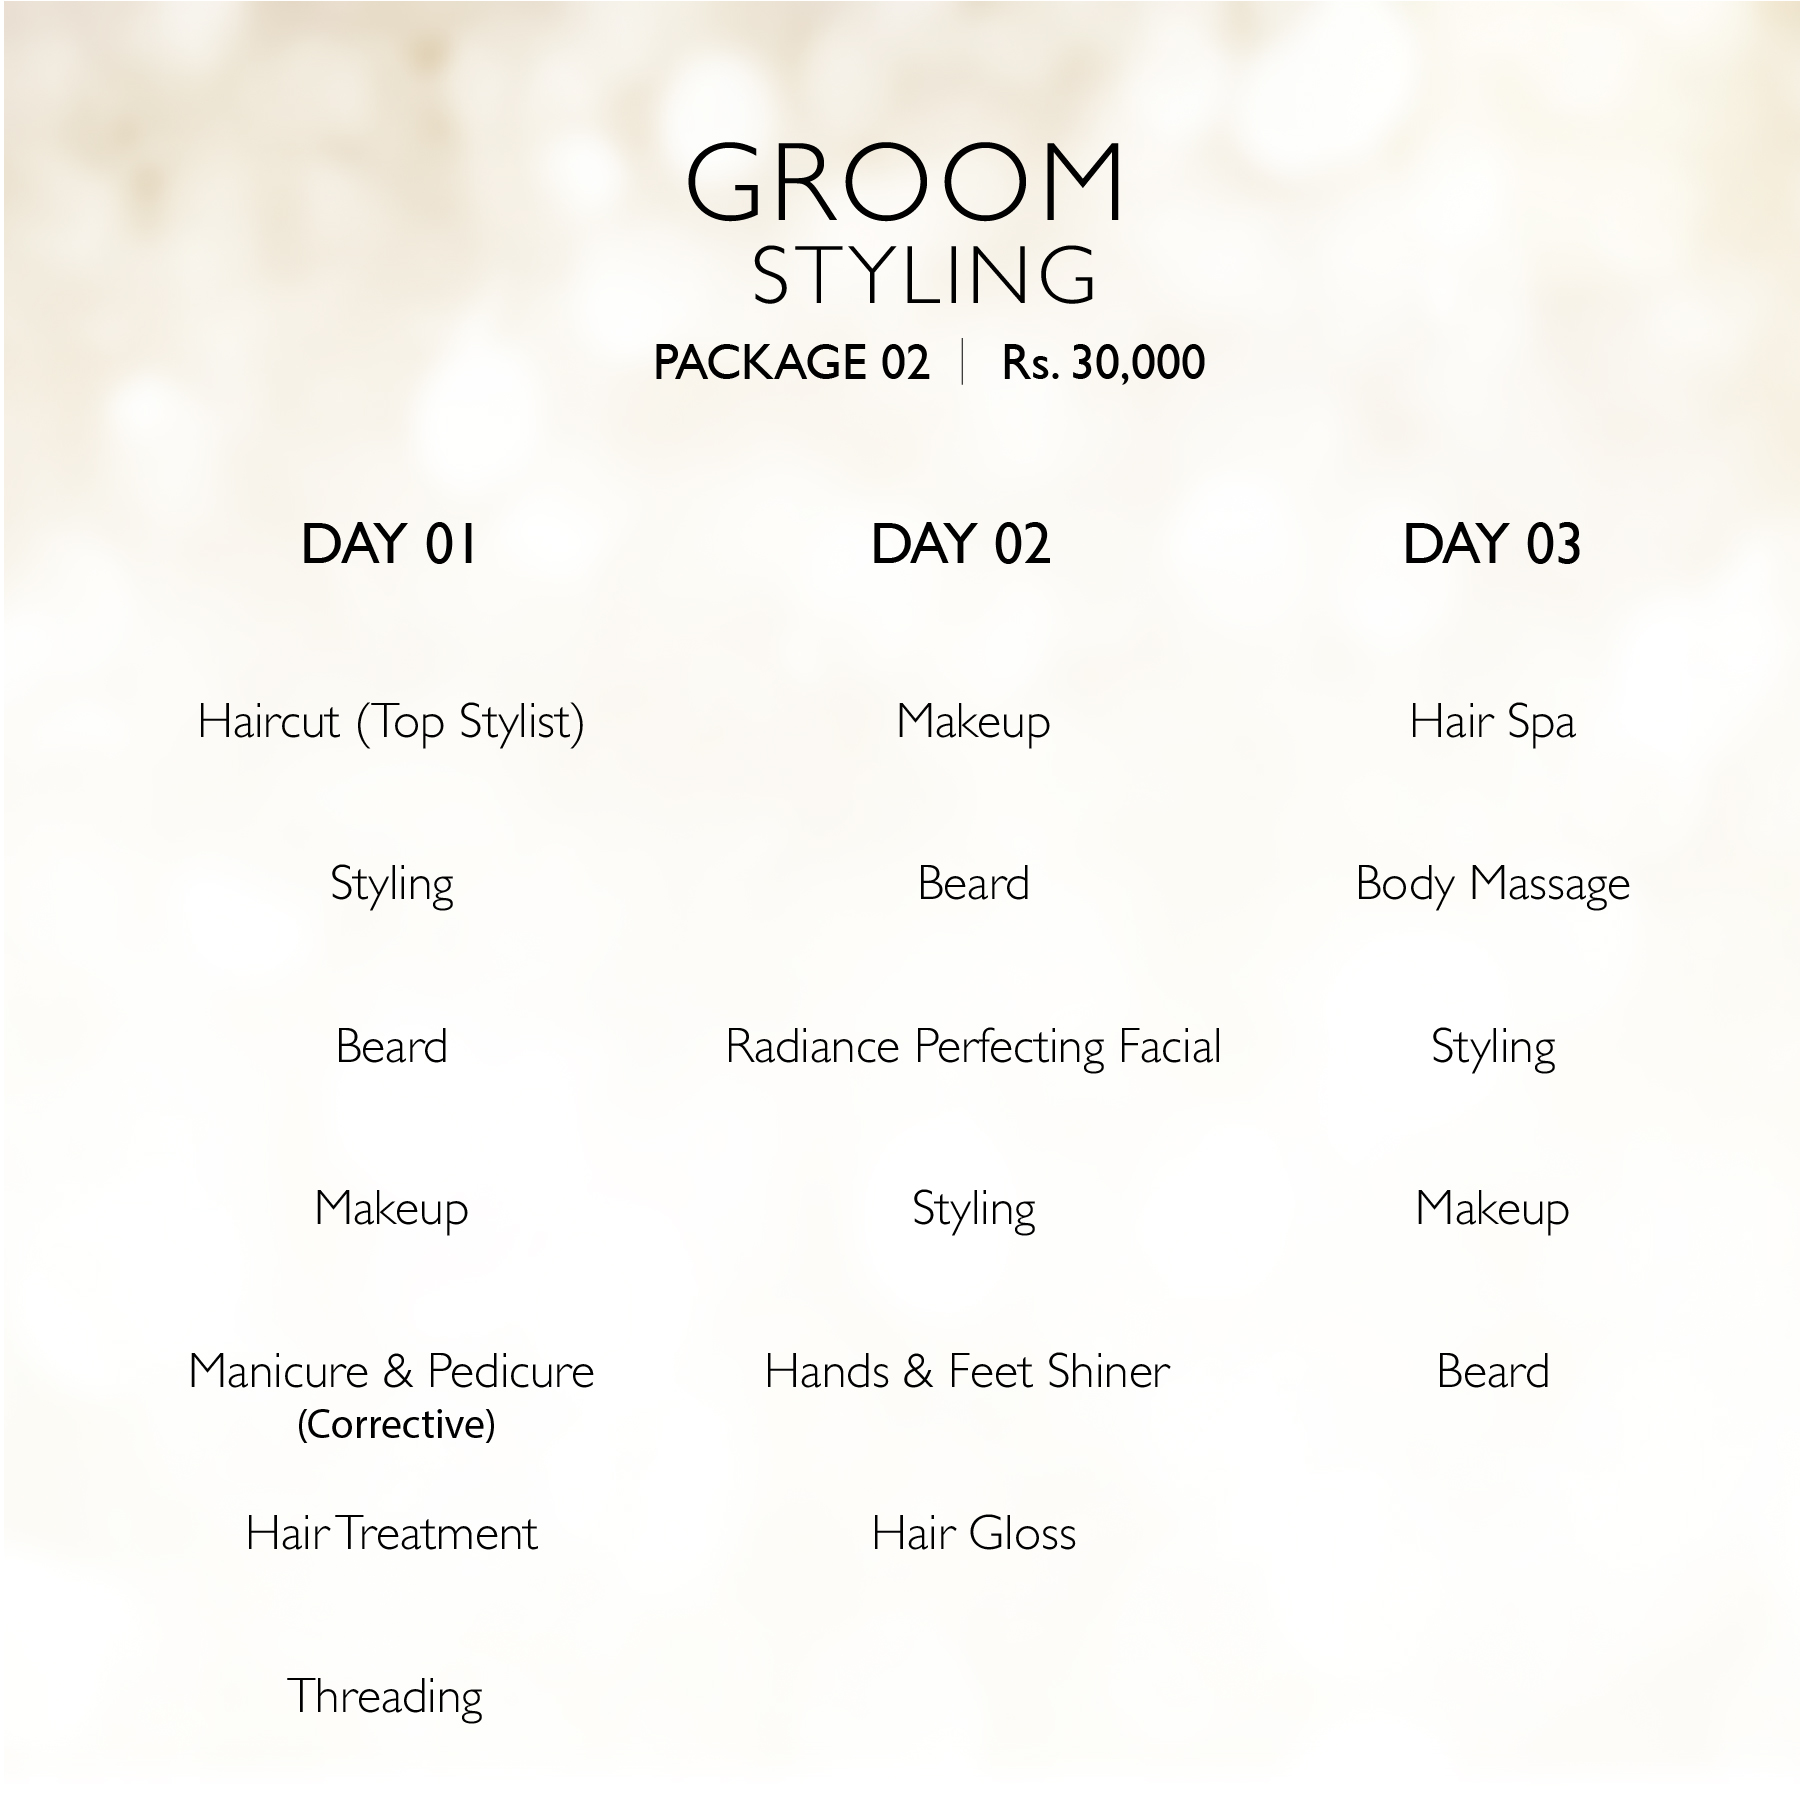 GROOM
STYLING
PACKAGE 02 | Rs. 30,000
DAY 01
Haircut (Top Stylist)
Styling
Beard
Makeup
Manicure & Pedicure
(Corrective)
Hair Treatment
Threading
DAY 02
Makeup
Beard
Radiance Perfecting Facial
Styling
Hands & Feet Shiner
Hair Gloss
DAY 03
Hair Spa
Body Massage
Styling
Makeup
Beard